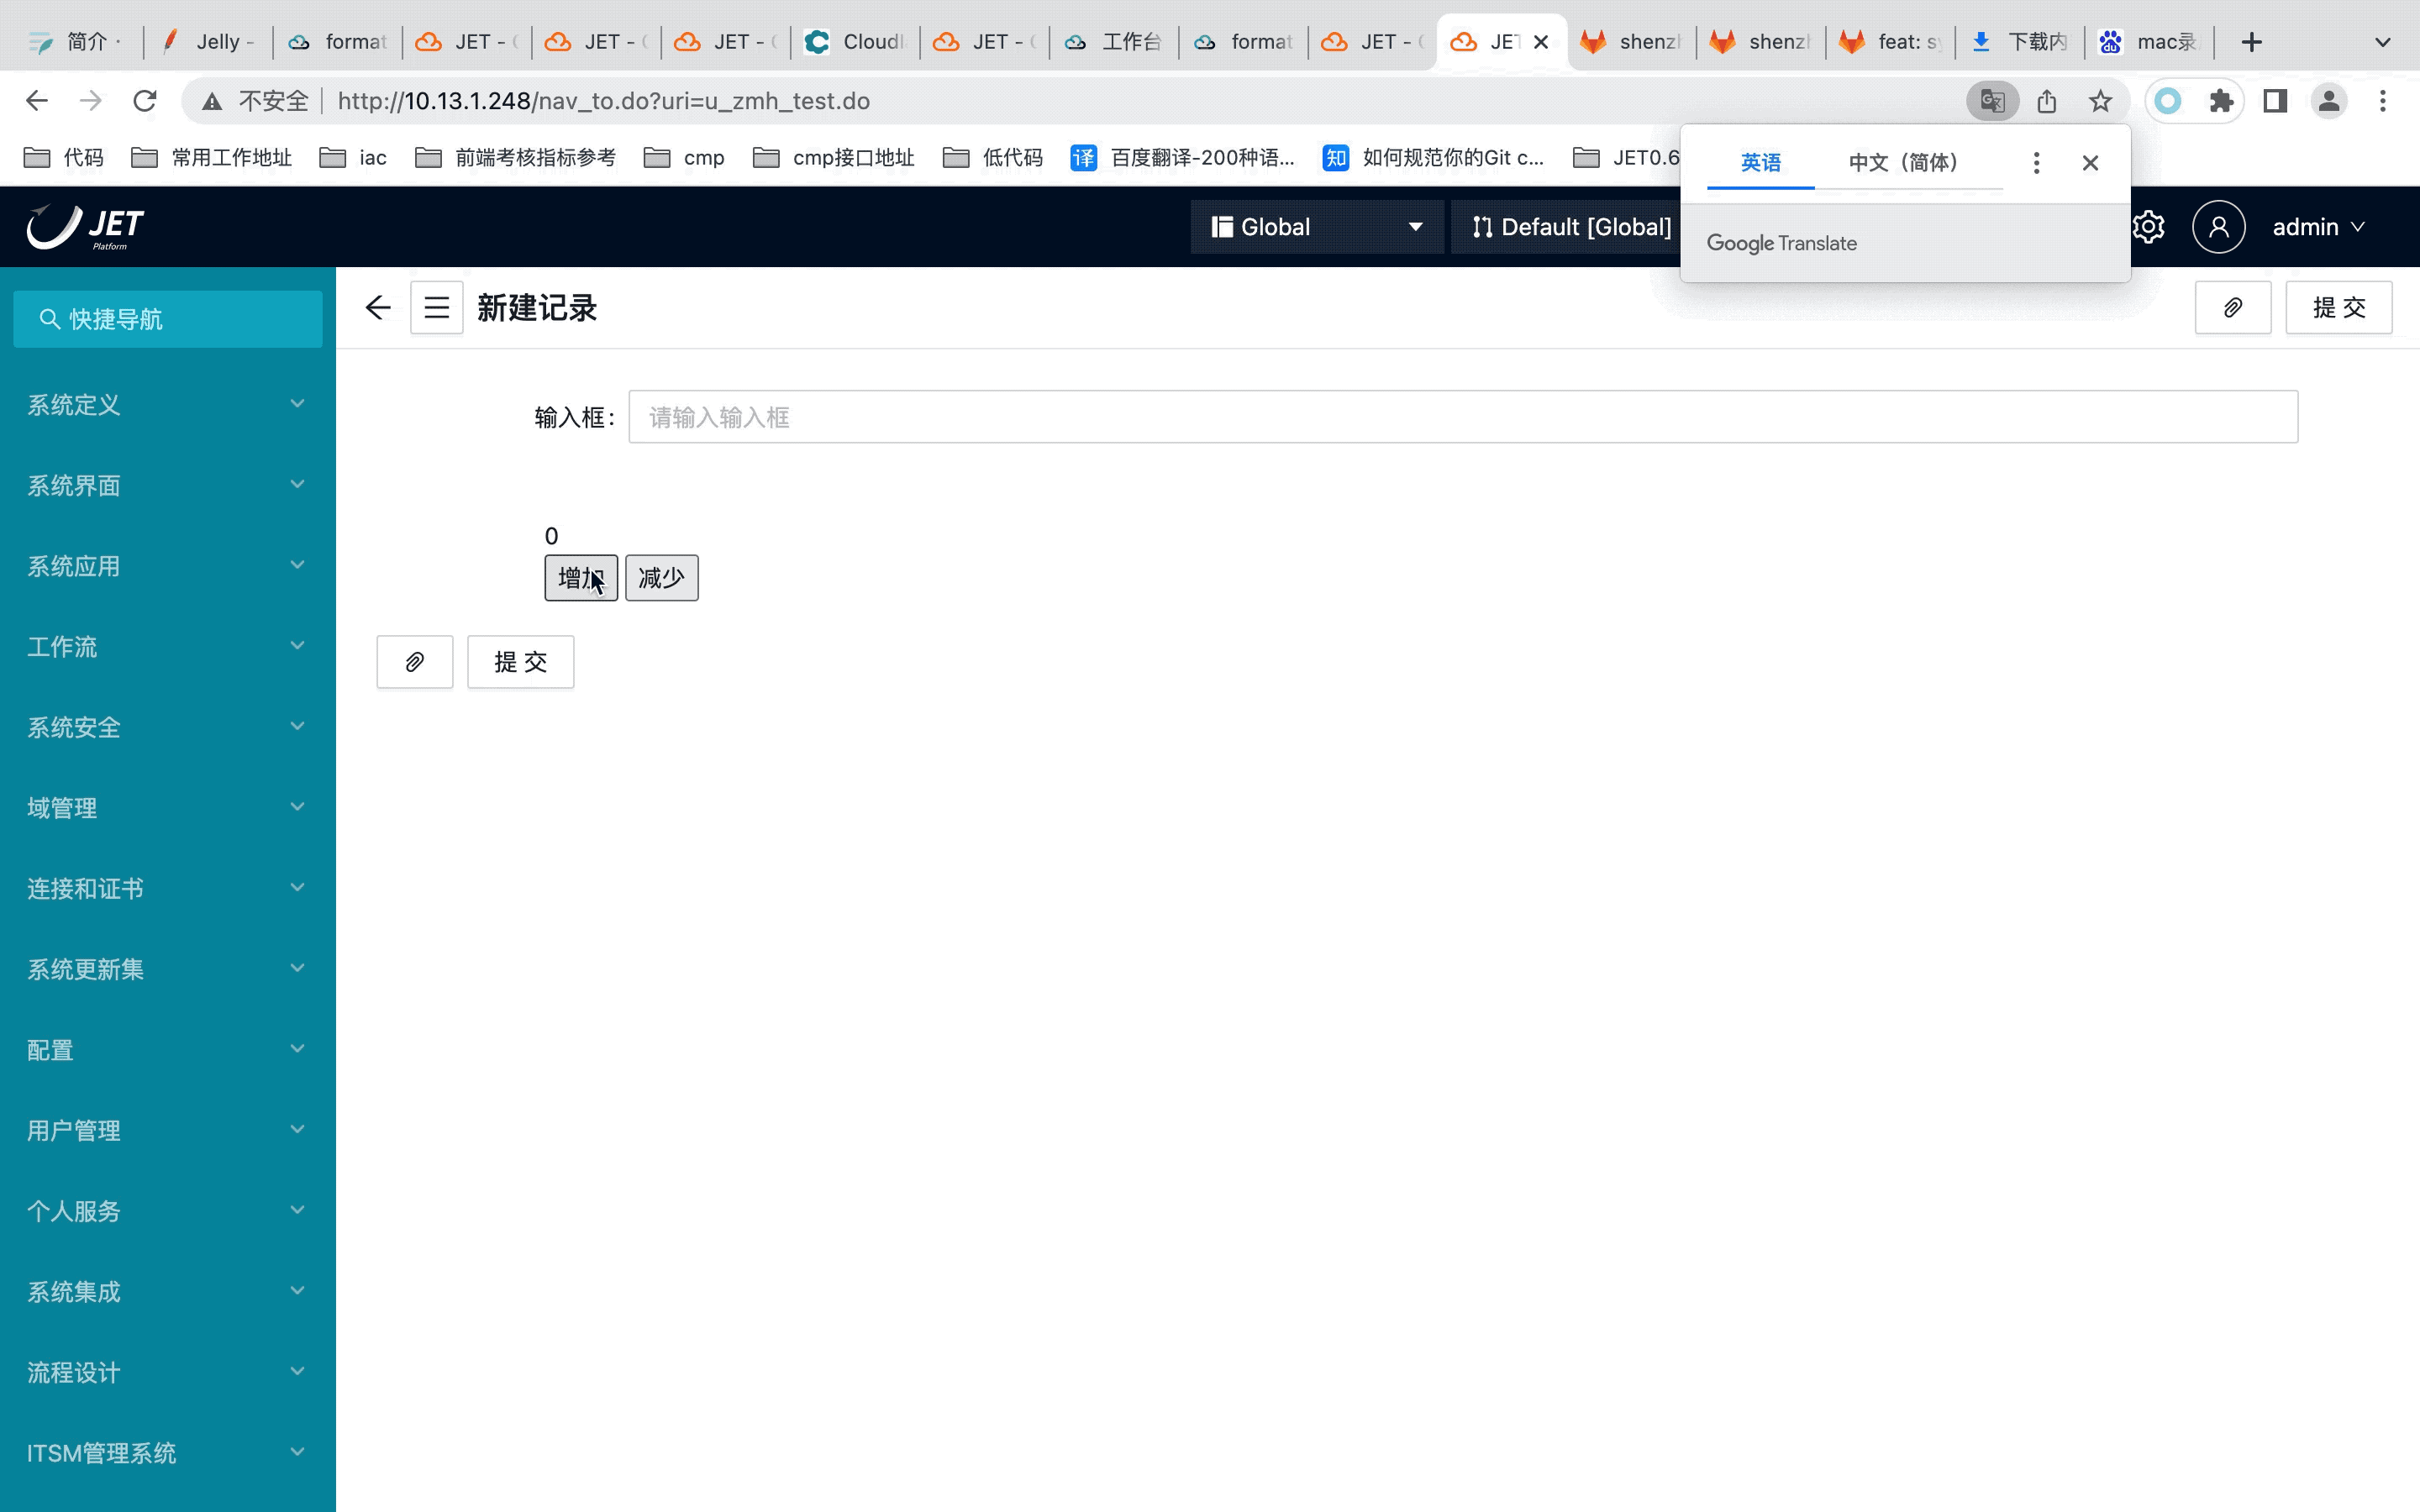 简介 ·
Jelly -
format
JET - (
JET - (
JET - (
Cloudl
JET - (
工作台
format
JET - (
JET
shenzh
shenzh
feat: sy
下载内
mac录
不安全
http://10.13.1.248/nav_to.do?uri=u_zmh_test.do
代码
常用工作地址
iac
前端考核指标参考
cmp
cmp接口地址
低代码
译 百度翻译-200种语...
知 如何规范你的Git c...
JET0.6
英语
中文（简体）
Google Translate
JET
Platform
Global
Default [Global]
admin
快捷导航
新建记录
提 交
系统定义
系统界面
系统应用
工作流
系统安全
域管理
连接和证书
系统更新集
配置
用户管理
个人服务
系统集成
流程设计
ITSM管理系统
输入框:
请输入输入框
0
增加
减少
提 交